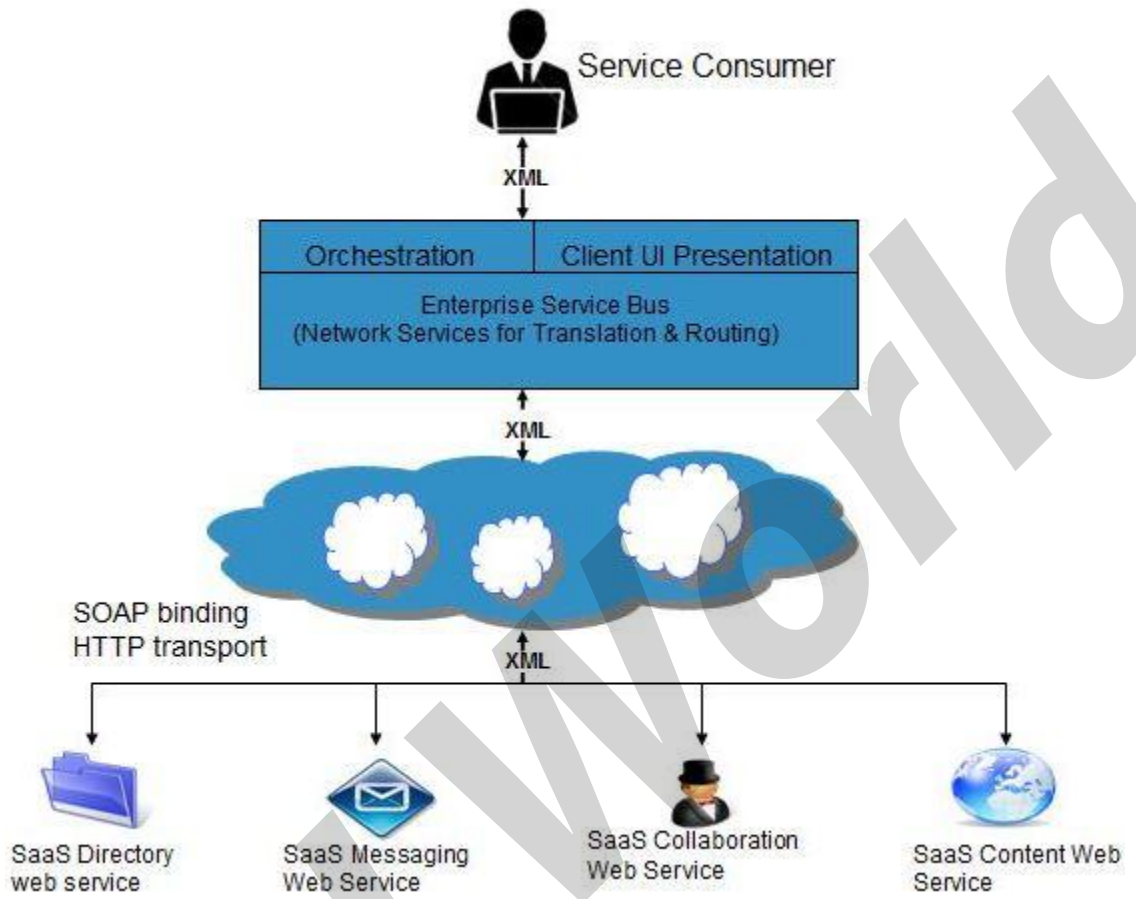 Service Consumer
XML
Orchestration
Client UI Presentation
Enterprise Service Bus
(Network Services for Translation & Routing)
XML
SOAP binding
HTTP transport
XML
SaaS Directory
web service
SaaS Messaging
Web Service
SaaS Collaboration
Web Service
SaaS Content Web
Service
World